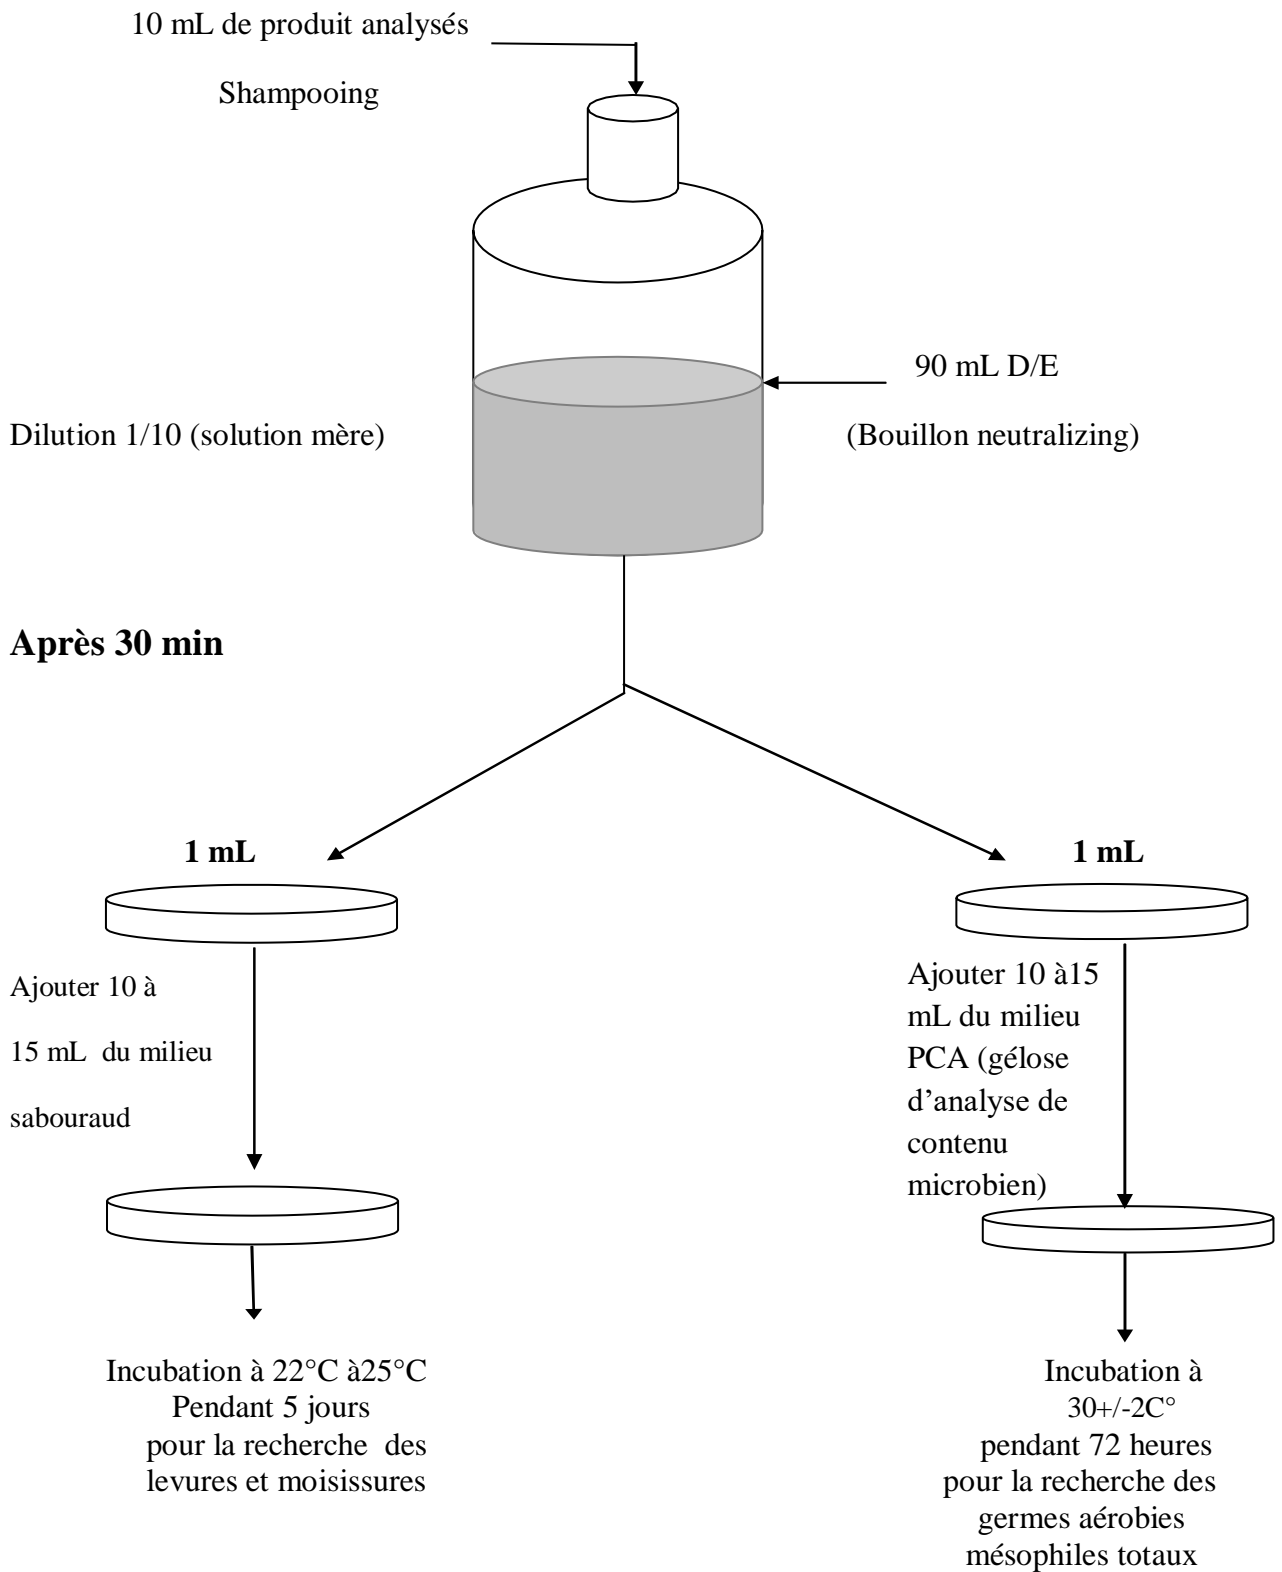 10 mL de produit analysés
Shampooing
90 mL D/E
Dilution 1/10 (solution mère)
(Bouillon neutralizing)
Après 30 min
1 mL
1 mL
Ajouter 10 à
15 mL du milieu
sabouraud
Ajouter 10 à15
mL du milieu
PCA (gélose
d’analyse de
contenu
microbien)
Incubation à 22°C à25°C
Pendant 5 jours
pour la recherche des
levures et moisissures
Incubation à
30+/-2C°
pendant 72 heures
pour la recherche des
germes aérobies
mésophiles totaux